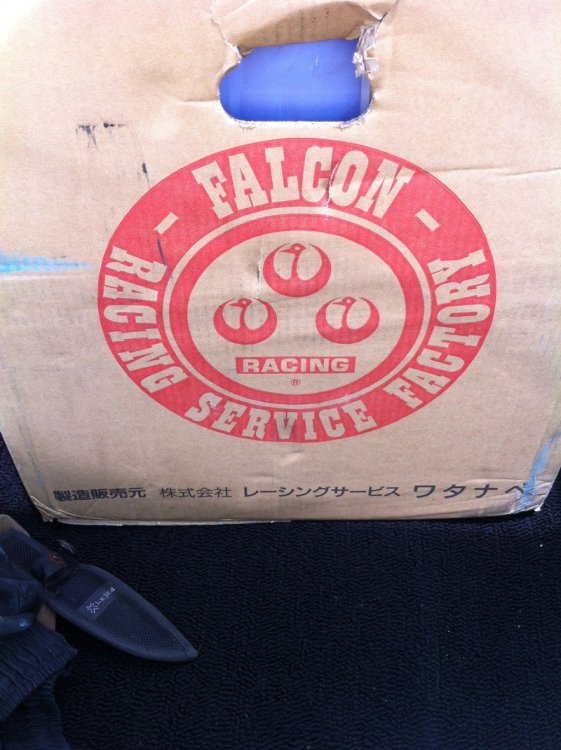 - FALCON -
RACING SERVICE FACTORY
RACING
®
製造販売元 株式会社 レーシングサービス ワタナベ